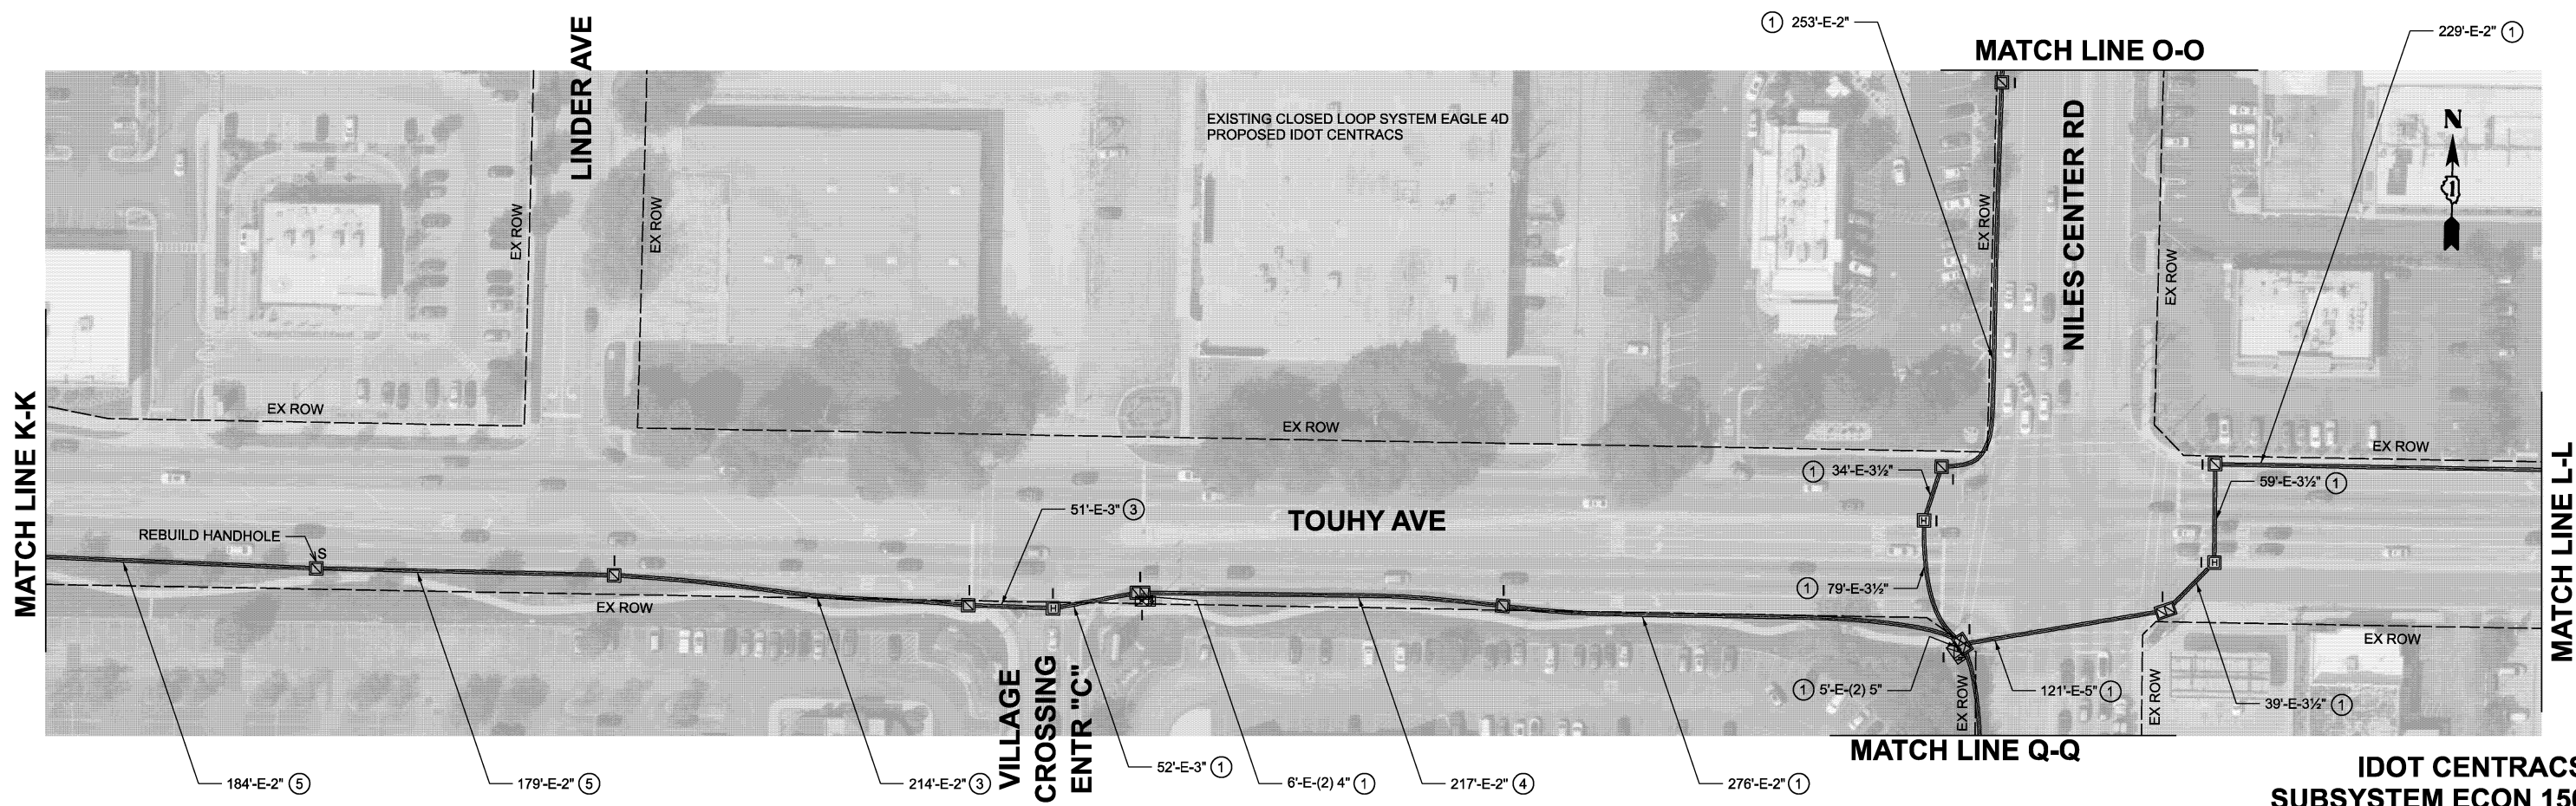 ① 253'-E-2"
MATCH LINE O-O
229'-E-2" ①
LINDER AVE
EXISTING CLOSED LOOP SYSTEM EAGLE 4D
PROPOSED IDOT CENTRACS
NILES CENTER RD
N
EX ROW
EX ROW
EX ROW
EX ROW
MATCH LINE K-K
EX ROW
EX ROW
EX ROW
① 34'-E-3½"
59'-E-3½" ①
MATCH LINE L-L
REBUILD HANDHOLE
S
I
I
I
I
I
I
I
I
I
I
I
I
I
H
H
H
51'-E-3" ③
TOUHY AVE
① 79'-E-3½"
EX ROW
EX ROW
VILLAGE
CROSSING
ENTR "C"
① 5'-E-(2) 5"
EX ROW
121'-E-5" ①
EX ROW
39'-E-3½" ①
MATCH LINE Q-Q
184'-E-2" ⑤
179'-E-2" ⑤
214'-E-2" ③
52'-E-3" ①
6'-E-(2) 4" ①
217'-E-2" ④
276'-E-2" ①
IDOT CENTRACS
SUBSYSTEM ECON 150